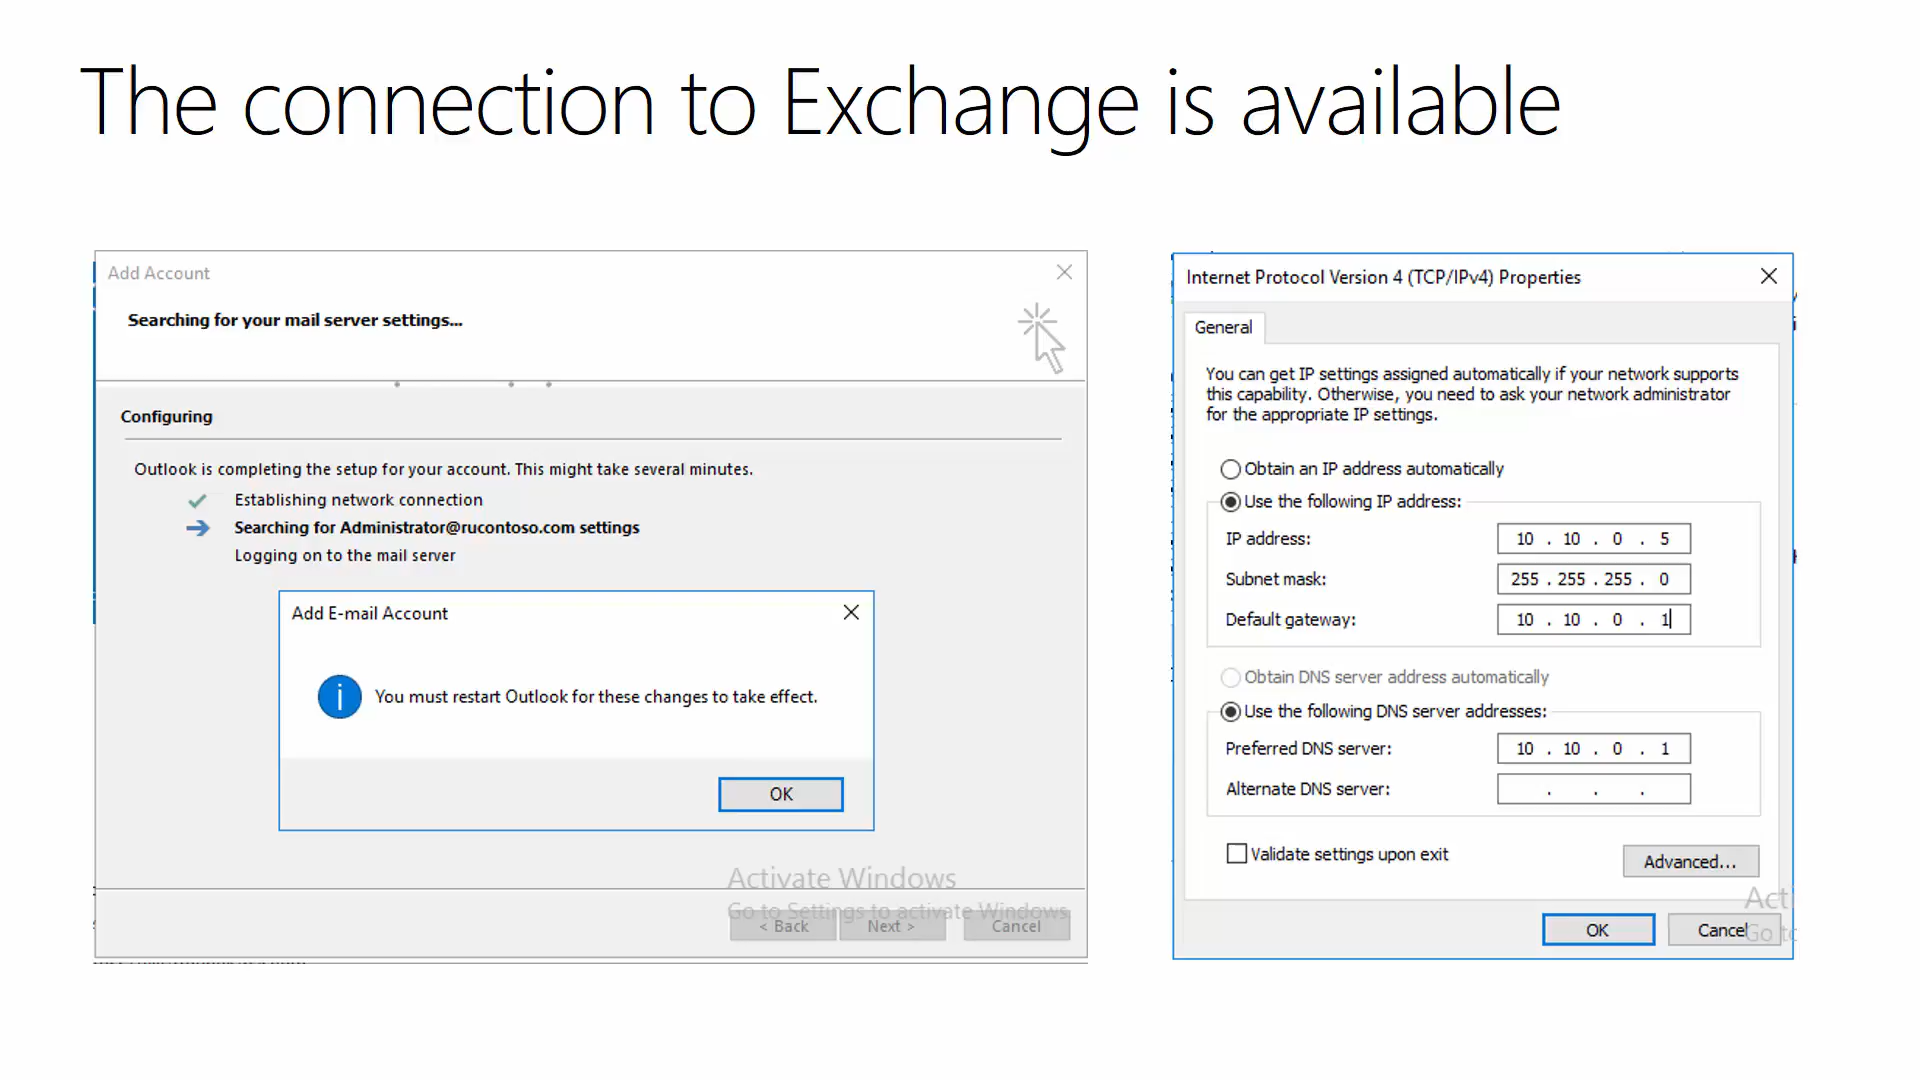 The connection to Exchange is available
Add Account
Searching for your mail server settings...
Configuring
Outlook is completing the setup for your account. This might take several minutes.
Establishing network connection
Searching for Administrator@rucontoso.com settings
Logging on to the mail server
Add E-mail Account
You must restart Outlook for these changes to take effect.
OK
Activate Windows
Go to Settings to activate Windows.
< Back Next > Cancel
Internet Protocol Version 4 (TCP/IPv4) Properties
General
You can get IP settings assigned automatically if your network supports
this capability. Otherwise, you need to ask your network administrator
for the appropriate IP settings.
Obtain an IP address automatically
Use the following IP address:
IP address: 10 . 10 . 0 . 5
Subnet mask: 255 . 255 . 255 . 0
Default gateway: 10 . 10 . 0 . 1
Obtain DNS server address automatically
Use the following DNS server addresses:
Preferred DNS server: 10 . 10 . 0 . 1
Alternate DNS server: . . .
Validate settings upon exit
Advanced...
OK Cancel